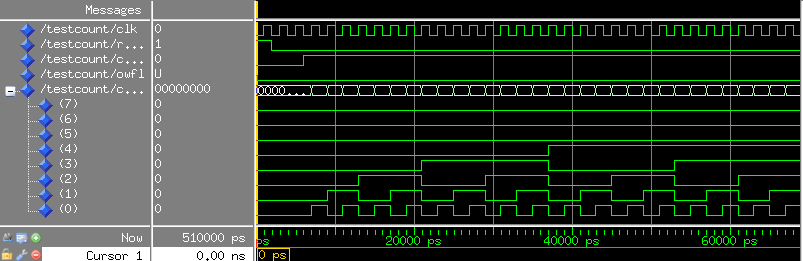 Messages
/testcount/clk 0
/testcount/r... 1
/testcount/c... 0
/testcount/owfl U
/testcount/c... 00000000 0000...
(7) 0
(6) 0
(5) 0
(4) 0
(3) 0
(2) 0
(1) 0
(0) 0
Now 510000 ps ps 20000 ps 40000 ps 60000 ps
Cursor 1 0.00 ns 0 ps